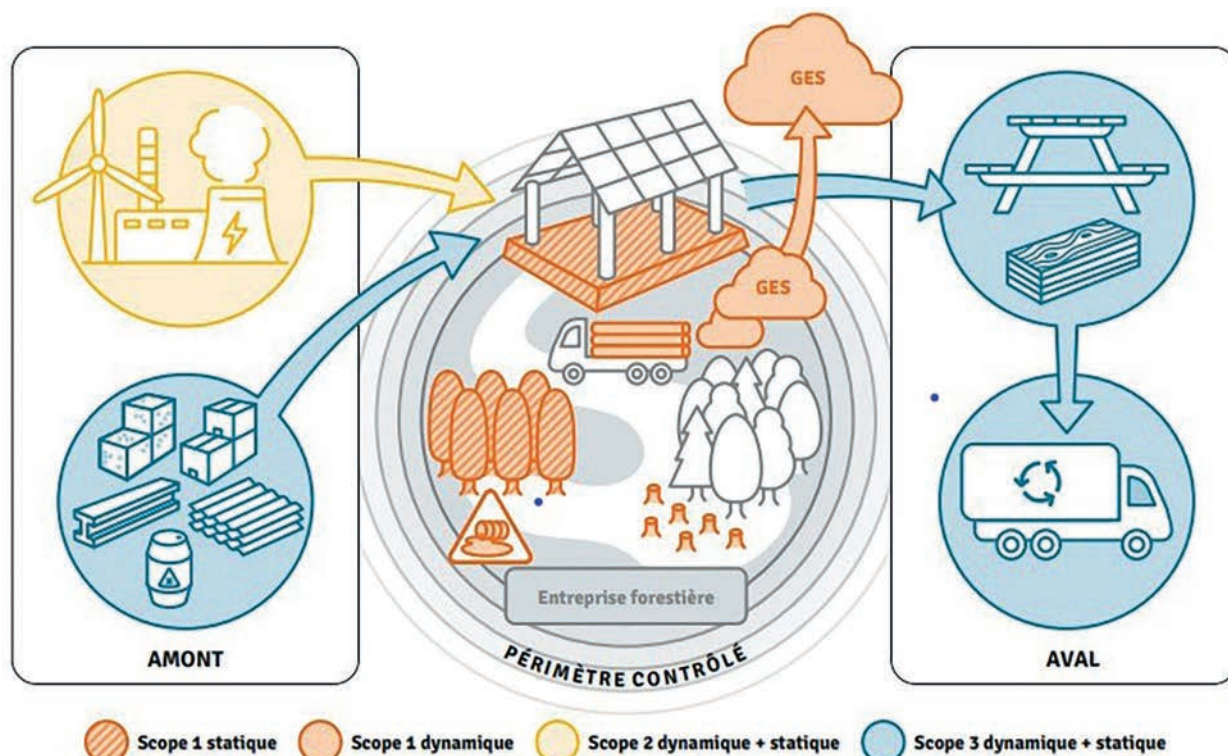 GES
GES
Entreprise forestière
PÉRIMÈTRE CONTRÔLÉ
AMONT
AVAL
Scope 1 statique
Scope 1 dynamique
Scope 2 dynamique + statique
Scope 3 dynamique + statique